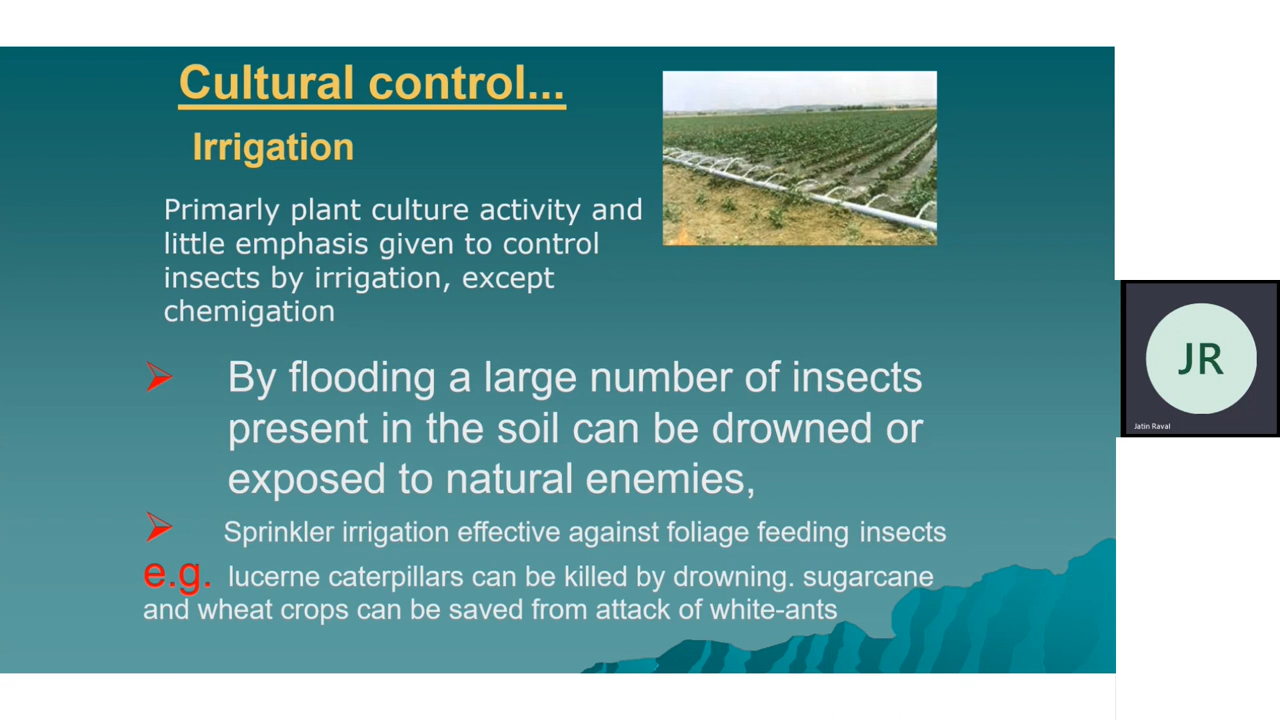 Cultural control...
Irrigation
Primarly plant culture activity and
little emphasis given to control
insects by irrigation, except
chemigation
By flooding a large number of insects
present in the soil can be drowned or
exposed to natural enemies,
Sprinkler irrigation effective against foliage feeding insects
e.g. lucerne caterpillars can be killed by drowning. sugarcane
and wheat crops can be saved from attack of white-ants
JR
Jatin Raval